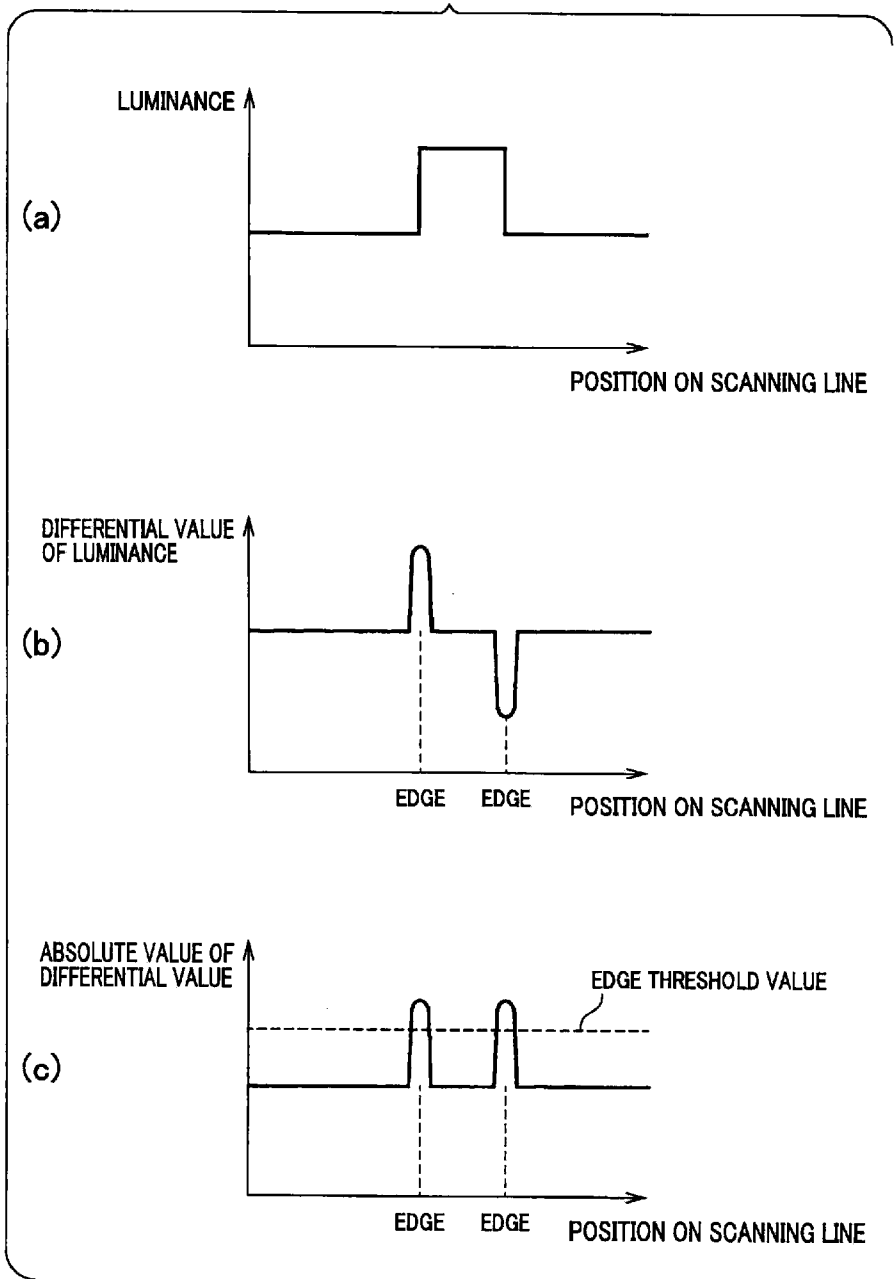 LUMINANCE
(a)
POSITION ON SCANNING LINE
DIFFERENTIAL VALUE
OF LUMINANCE
(b)
EDGE EDGE
POSITION ON SCANNING LINE
ABSOLUTE VALUE OF
DIFFERENTIAL VALUE
EDGE THRESHOLD VALUE
(c)
EDGE EDGE
POSITION ON SCANNING LINE